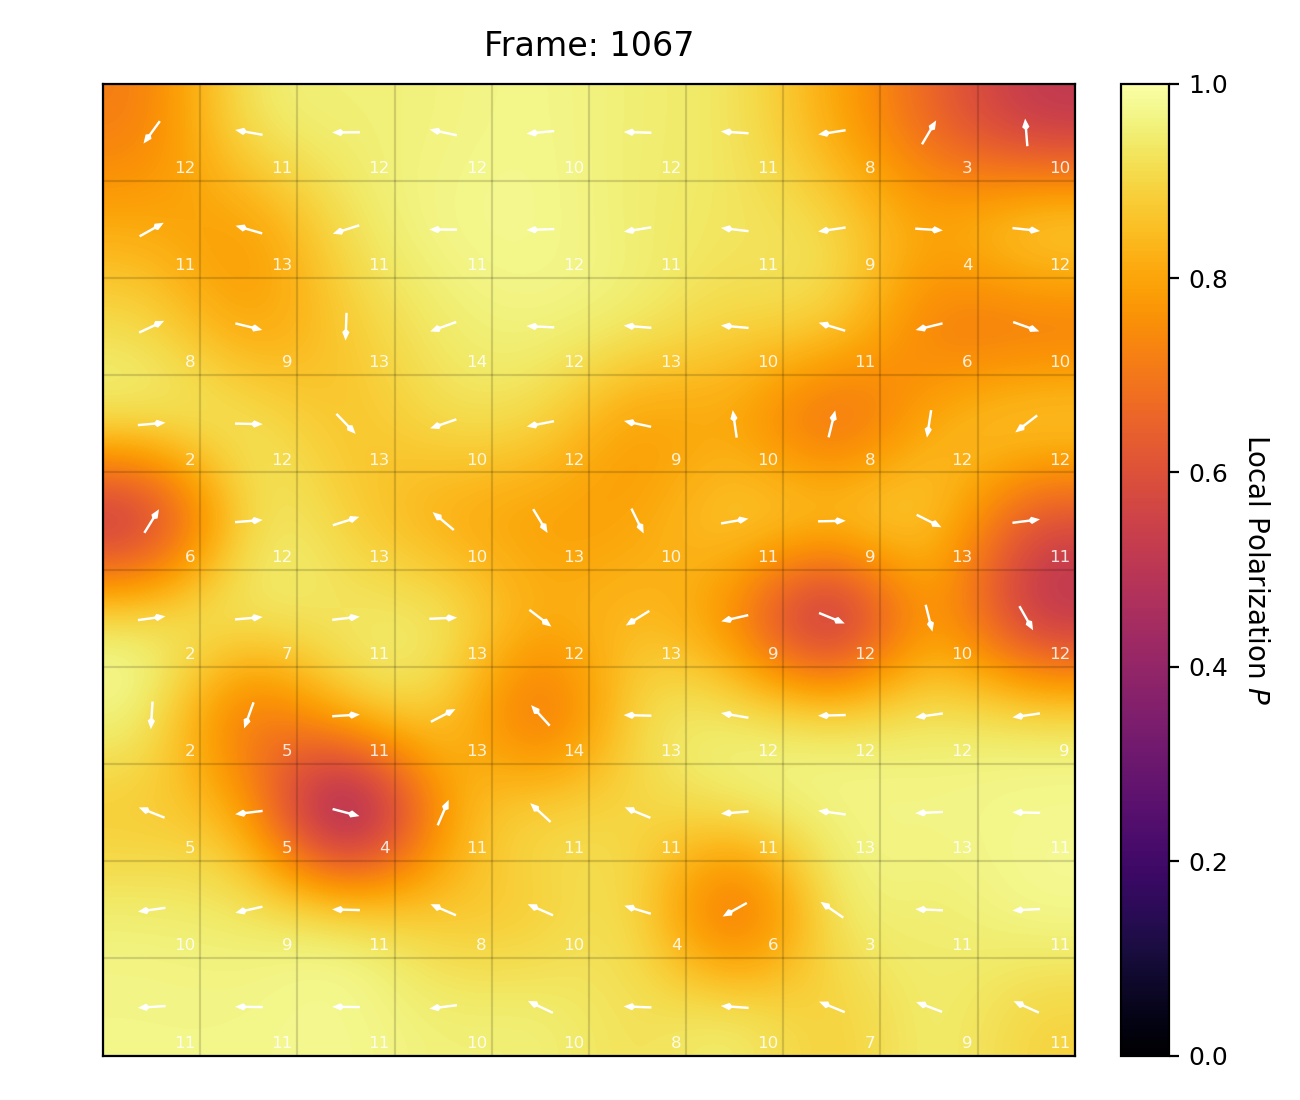 Frame: 1067
12 11 12 12 10 12 11 8 3 10
11 13 11 11 12 11 11 9 4 12
8 9 13 14 12 13 10 11 6 10
2 12 13 10 12 9 10 8 12 12
6 12 13 10 13 10 11 9 13 11
2 7 11 13 12 13 9 12 10 12
2 5 11 13 14 13 12 12 12 9
5 5 4 11 11 11 11 13 13 11
10 9 11 8 10 4 6 3 11 11
11 11 11 10 10 8 10 7 9 11
1.0
0.8
0.6
0.4
0.2
0.0
Local Polarization P